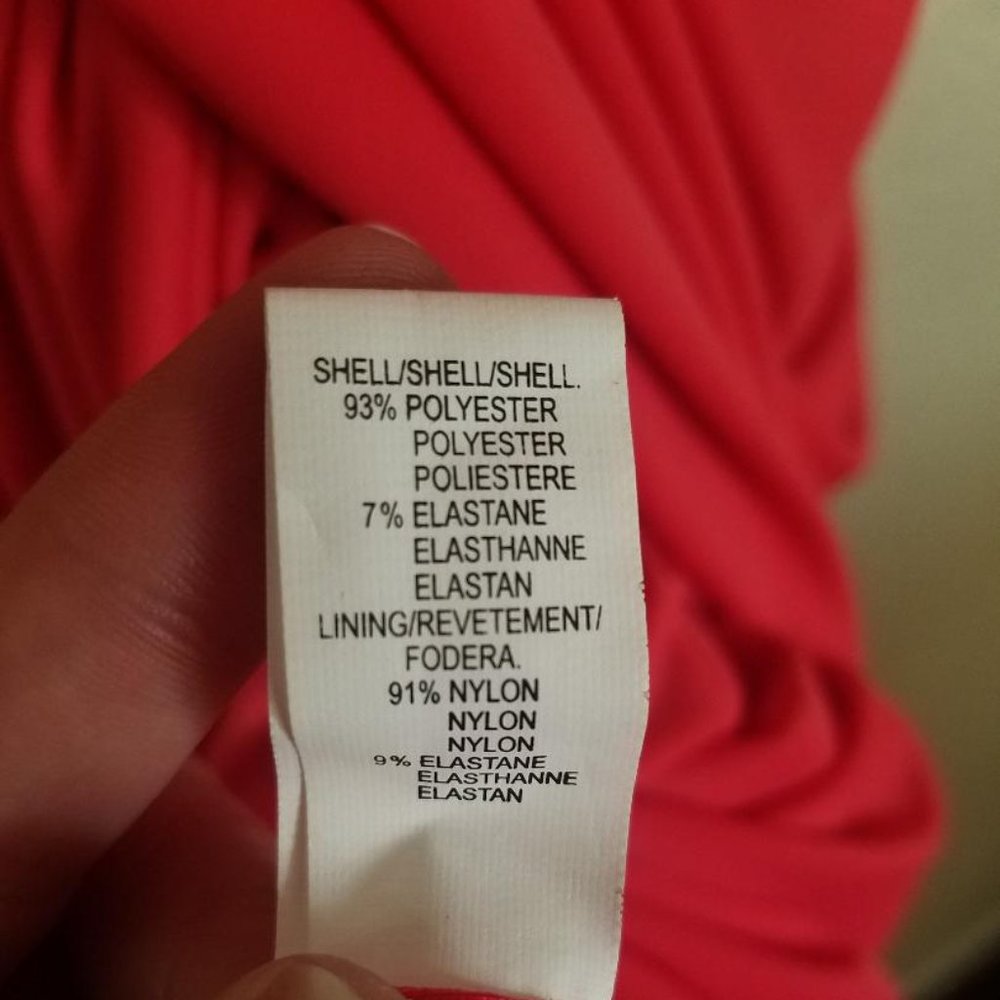 SHELL/SHELL/SHELL.
93% POLYESTER
POLYESTER
POLIESTERE
7% ELASTANE
ELASTHANNE
ELASTAN
LINING/REVETEMENT/
FODERA.
91% NYLON
NYLON
NYLON
9% ELASTANE
ELASTHANNE
ELASTAN